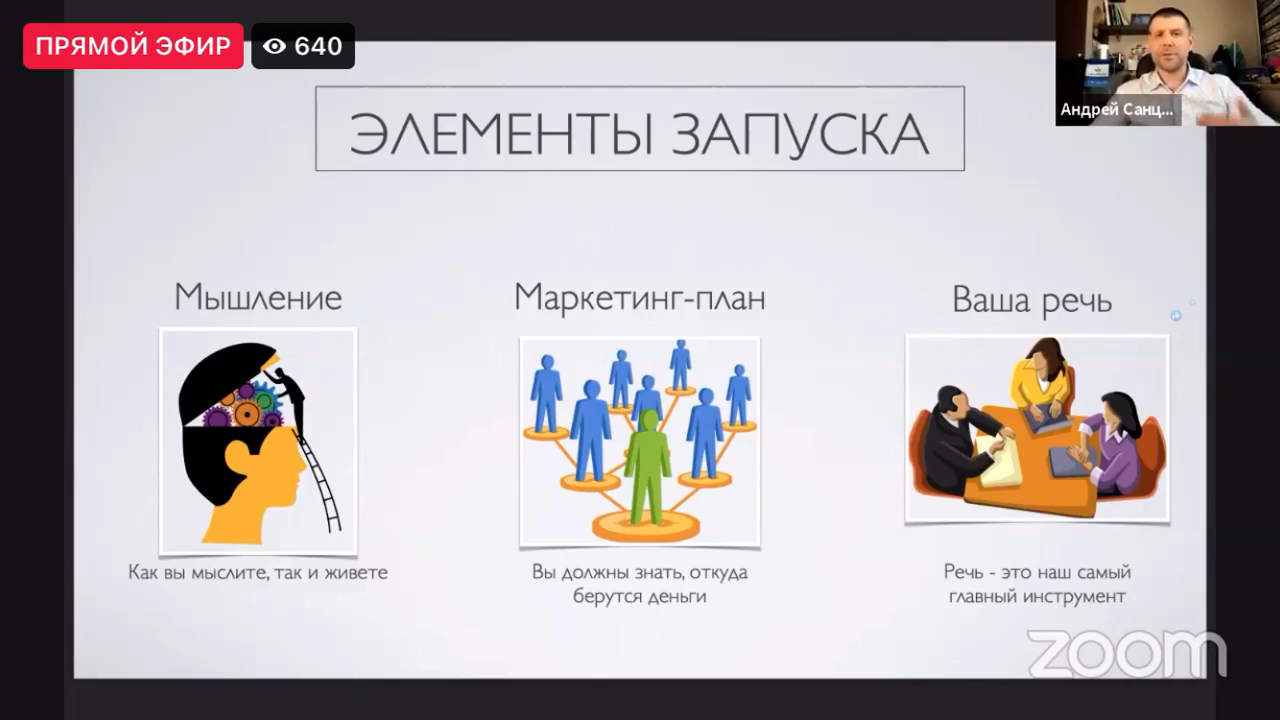 ПРЯМОЙ ЭФИР 640
Андрей Санц...
ЭЛЕМЕНТЫ ЗАПУСКА
Мышление
Маркетинг-план
Ваша речь
Как вы мыслите, так и живете
Вы должны знать, откуда
берутся деньги
Речь - это наш самый
главный инструмент
zoom